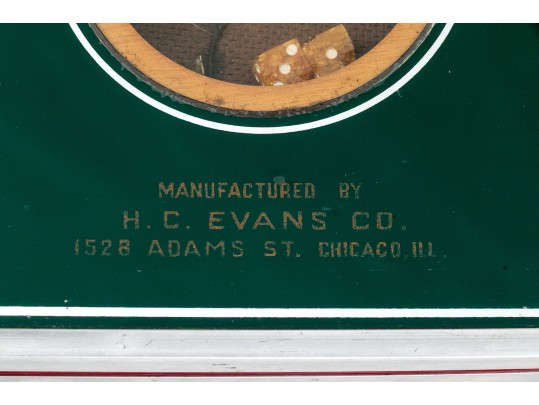 MANUFACTURED BY
H. C. EVANS CO.
1528 ADAMS ST. CHICAGO, ILL.